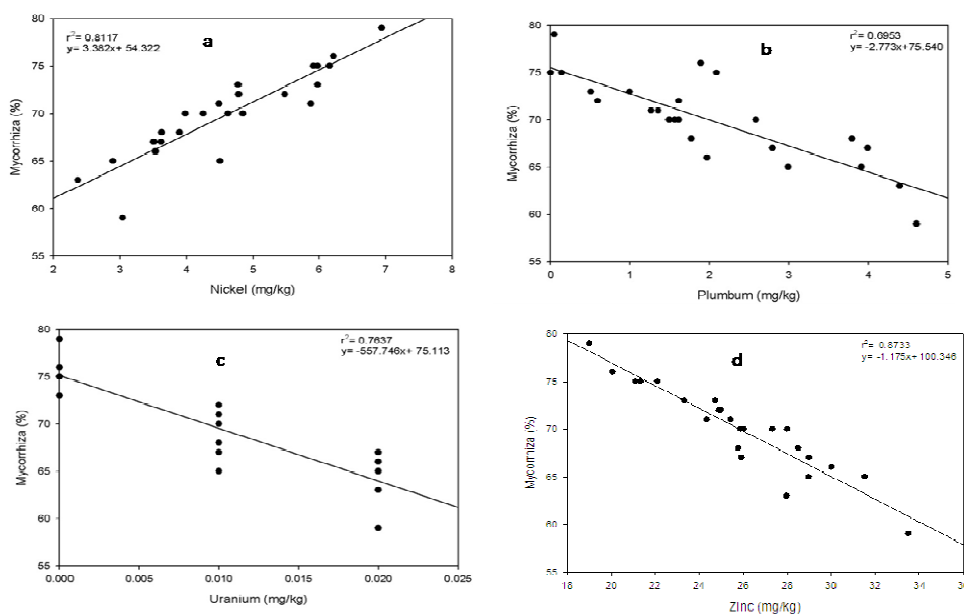 r²= 0.8117
y= 3.382x+ 54.322
a
Mycorrhiza (%)
80
75
70
65
60
55
2 3 4 5 6 7 8
Nickel (mg/kg)
r²= 0.6953
y= -2.773x+75.540
b
Mycorrhiza (%)
80
75
70
65
60
55
0 1 2 3 4 5
Plumbum (mg/kg)
r²= 0.7637
y= -557.746x+ 75.113
c
Mycorrhiza (%)
80
75
70
65
60
55
0.000 0.005 0.010 0.015 0.020 0.025
Uranium (mg/kg)
r²= 0.8733
y= -1.175x+ 100.346
d
Mycorrhiza (%)
80
75
70
65
60
55
18 20 22 24 26 28 30 32 34 36
Zinc (mg/kg)